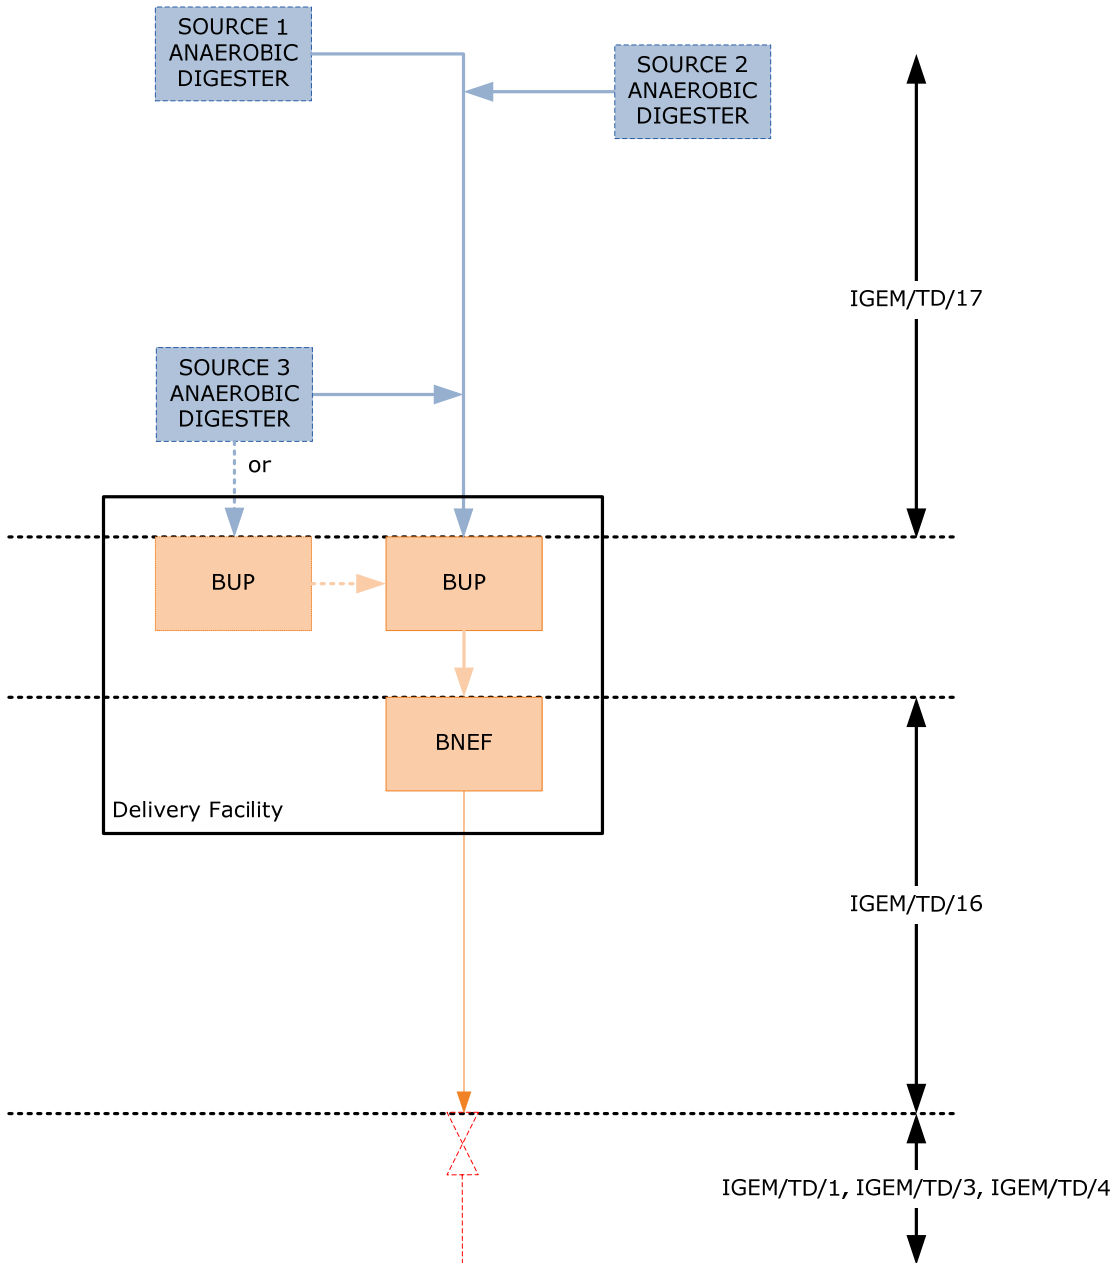 SOURCE 1
ANAEROBIC
DIGESTER
SOURCE 2
ANAEROBIC
DIGESTER
IGEM/TD/17
SOURCE 3
ANAEROBIC
DIGESTER
or
BUP
BUP
BNEF
Delivery Facility
IGEM/TD/16
IGEM/TD/1, IGEM/TD/3, IGEM/TD/4